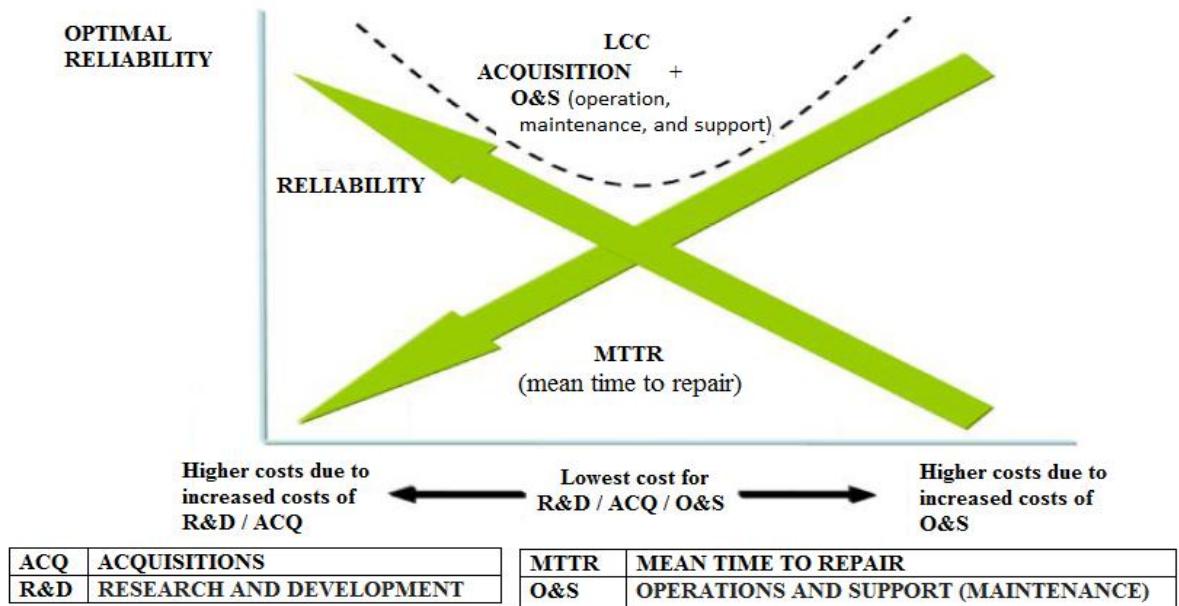 OPTIMAL
RELIABILITY
LCC
ACQUISITION +
O&S (operation,
maintenance, and support)
RELIABILITY
MTTR
(mean time to repair)
Higher costs due to
increased costs of
R&D / ACQ
Lowest cost for
R&D / ACQ / O&S
Higher costs due to
increased costs of
O&S
ACQ ACQUISITIONS
R&D RESEARCH AND DEVELOPMENT
MTTR MEAN TIME TO REPAIR
O&S OPERATIONS AND SUPPORT (MAINTENANCE)